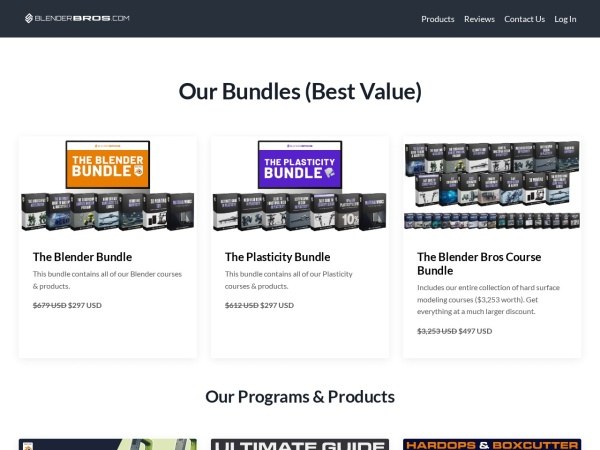 BLENDERBROS.COM
Products Reviews Contact Us Log In
Our Bundles (Best Value)
THE BLENDER
BUNDLE
THE PLASTICITY
BUNDLE
The Blender Bundle
This bundle contains all of our Blender courses
& products.
$679 USD $297 USD
The Plasticity Bundle
This bundle contains all of our Plasticity
courses & products.
$612 USD $297 USD
The Blender Bros Course
Bundle
Includes our entire collection of hard surface
modeling courses ($3,253 worth). Get
everything at a much larger discount.
$3,253 USD $497 USD
Our Programs & Products
ULTIMATE GUIDE
HARDOPS & BOXCUTTER